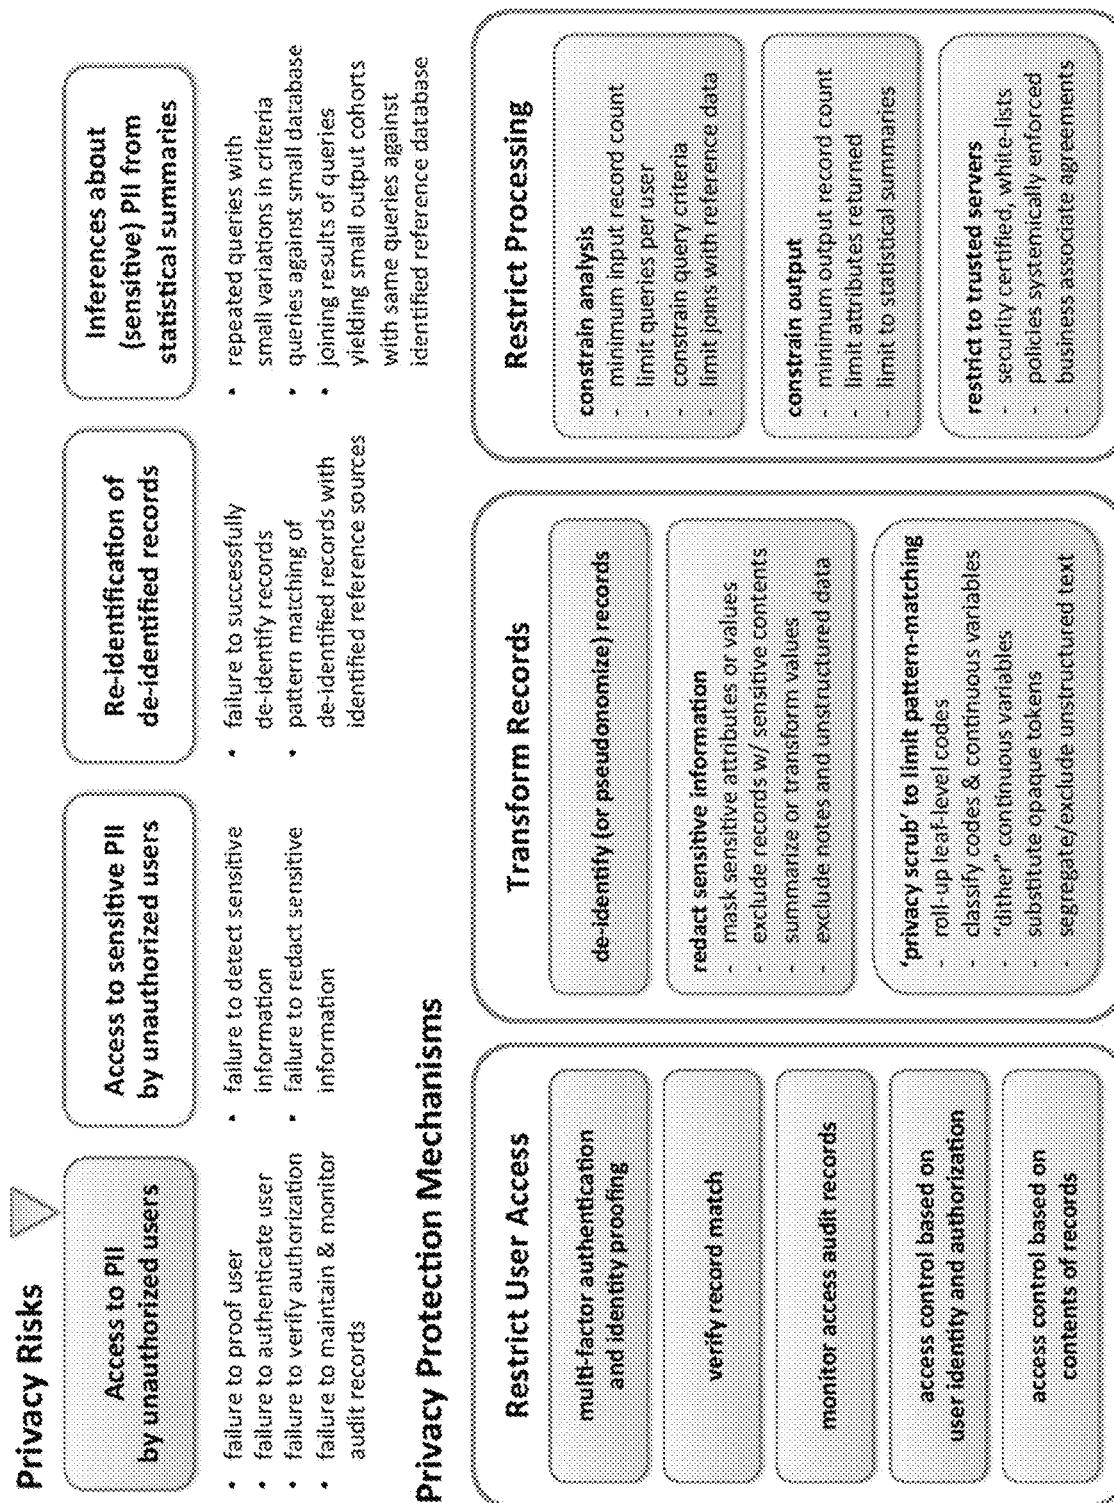 Privacy Risks
Access to PII
by unauthorized users
• failure to proof user
• failure to authenticate user
• failure to verify authorization
• failure to maintain & monitor
audit records
Access to sensitive PII
by unauthorized users
• failure to detect sensitive
information
• failure to redact sensitive
information
Re-identification of
de-identified records
• failure to successfully
de-identify records
• pattern matching of
de-identified records with
identified reference sources
Inferences about
(sensitive) PII from
statistical summaries
• repeated queries with
small variations in criteria
• queries against small database
• joining results of queries
yielding small output cohorts
with same queries against
identified reference database
Privacy Protection Mechanisms
Restrict User Access
multi-factor authentication
and identity proofing
verify record match
monitor access audit records
access control based on
user identity and authorization
access control based on
contents of records
Transform Records
de-identify (or pseudonomize) records
redact sensitive information
- mask sensitive attributes or values
- exclude records w/ sensitive contents
- summarize or transform values
- exclude notes and unstructured data
'privacy scrub' to limit pattern-matching
- roll-up leaf-level codes
- classify codes & continuous variables
- "dither" continuous variables
- substitute opaque tokens
- segregate/exclude unstructured text
Restrict Processing
constrain analysis
- minimum input record count
- limit queries per user
- constrain query criteria
- limit joins with reference data
constrain output
- minimum output record count
- limit attributes returned
- limit to statistical summaries
restrict to trusted servers
- security certified, white-lists
- policies systemically enforced
- business associate agreements